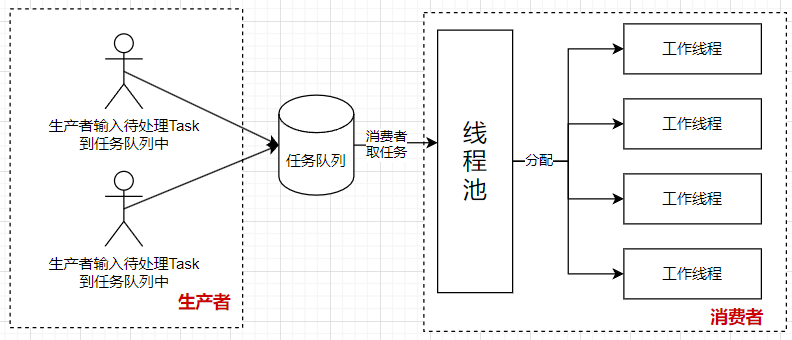 生产者输入待处理Task
到任务队列中
生产者输入待处理Task
到任务队列中
生产者
任务队列
消费者
取任务
线
程
池
分配
工作线程
工作线程
工作线程
工作线程
消费者